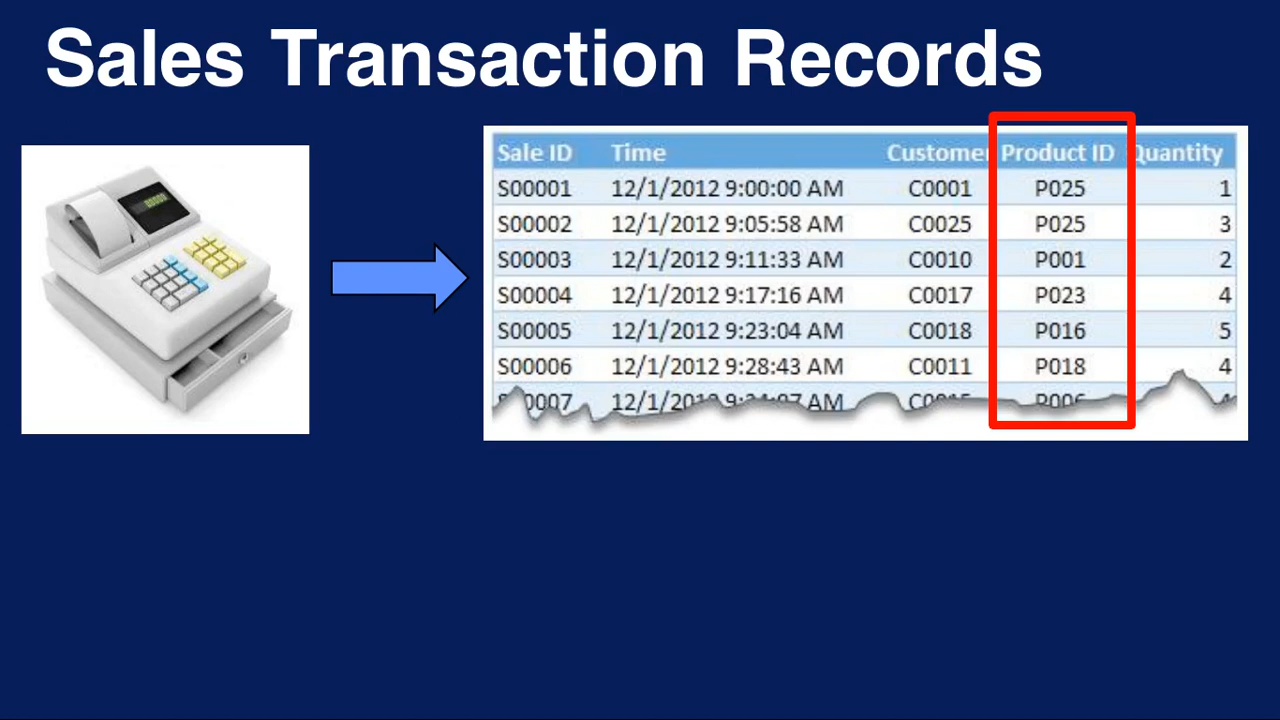 Sales Transaction Records
Sale ID Time Customer Product ID Quantity
S00001 12/1/2012 9:00:00 AM C0001 P025 1
S00002 12/1/2012 9:05:58 AM C0025 P025 3
S00003 12/1/2012 9:11:33 AM C0010 P001 2
S00004 12/1/2012 9:17:16 AM C0017 P023 4
S00005 12/1/2012 9:23:04 AM C0018 P016 5
S00006 12/1/2012 9:28:43 AM C0011 P018 4
AM P006